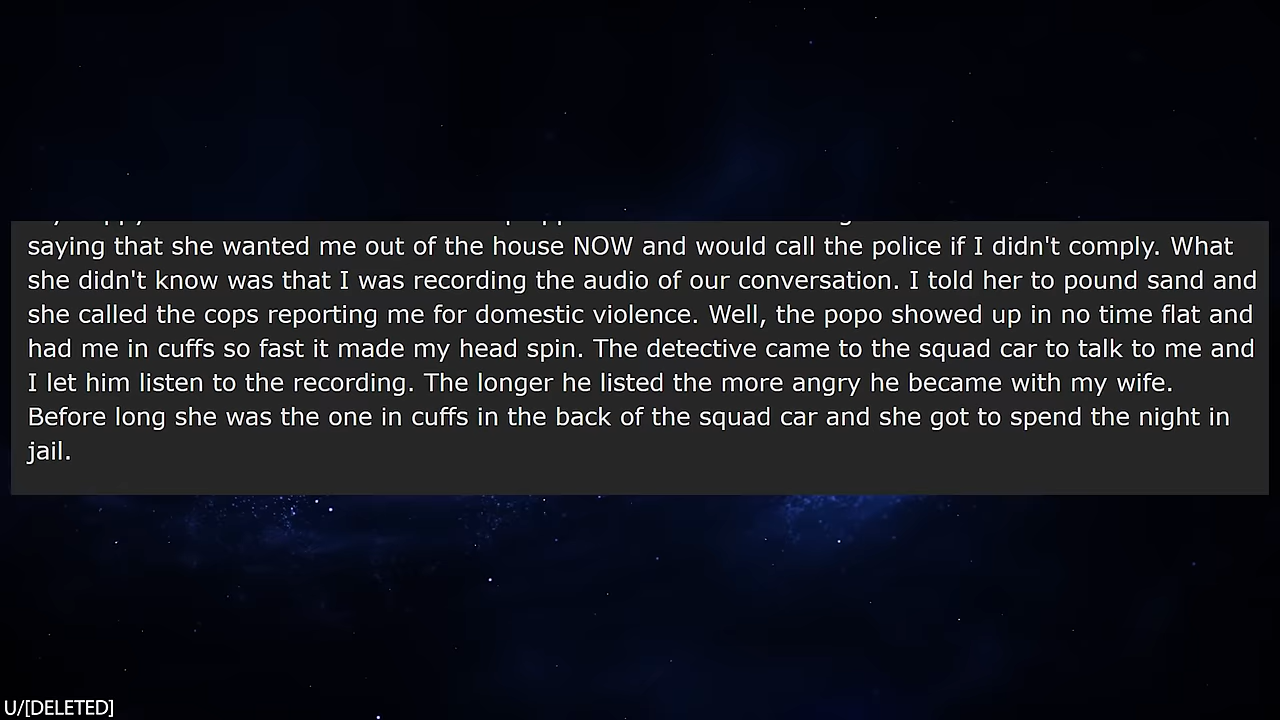 saying that she wanted me out of the house NOW and would call the police if I didn't comply. What
she didn't know was that I was recording the audio of our conversation. I told her to pound sand and
she called the cops reporting me for domestic violence. Well, the popo showed up in no time flat and
had me in cuffs so fast it made my head spin. The detective came to the squad car to talk to me and
I let him listen to the recording. The longer he listed the more angry he became with my wife.
Before long she was the one in cuffs in the back of the squad car and she got to spend the night in
jail.
U/[DELETED]